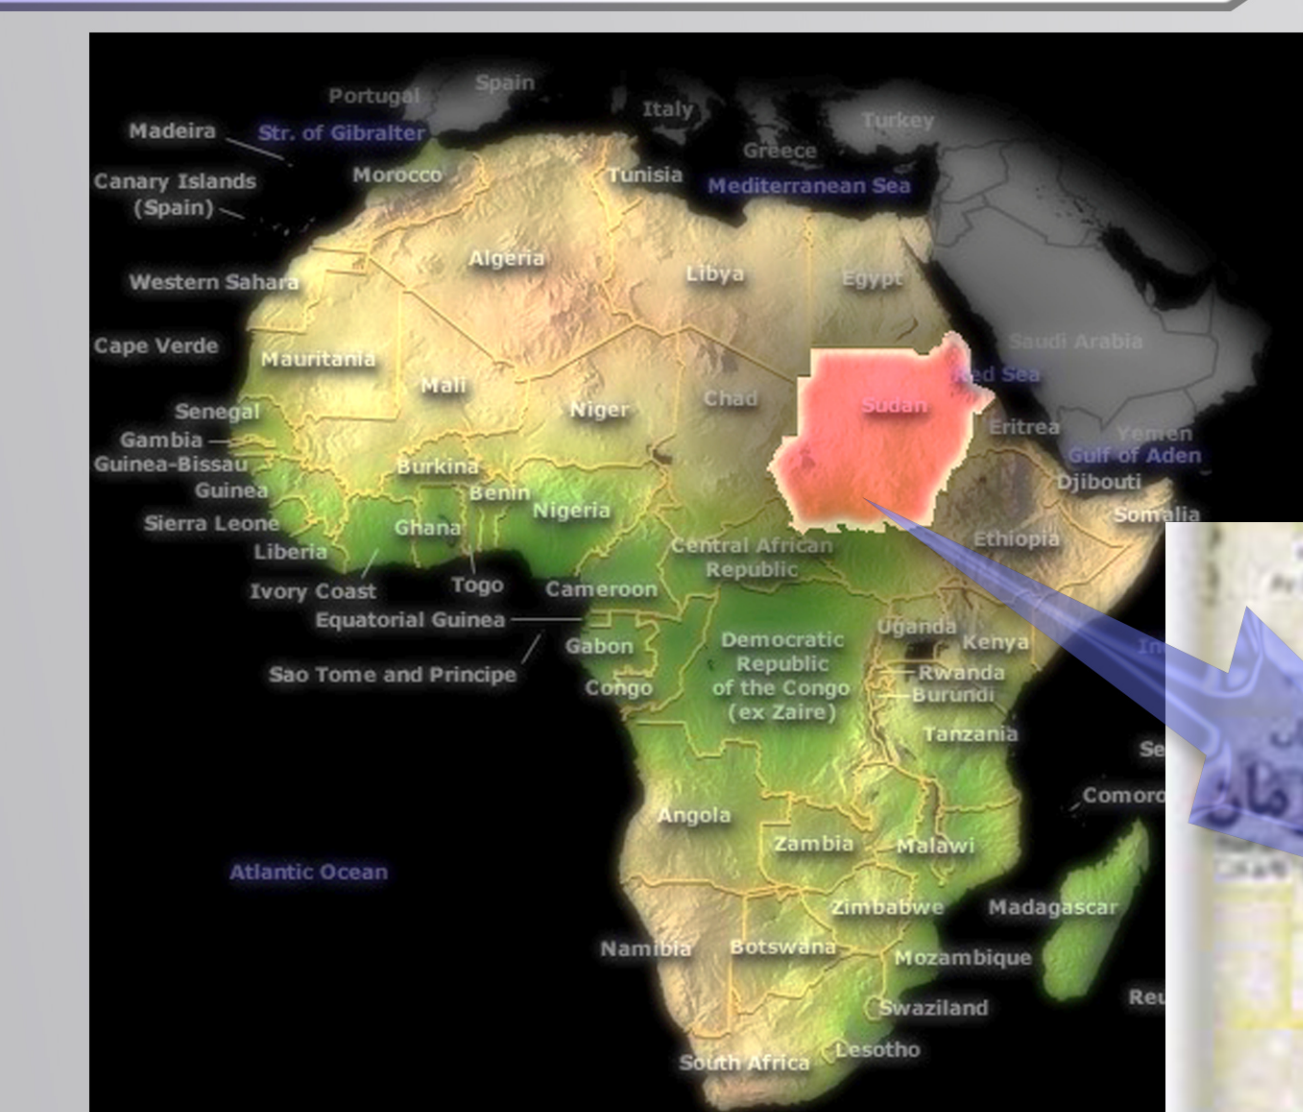 Spain
Portugal
Italy
Turkey
Madeira
Str. of Gibralter
Greece
Canary Islands
(Spain)
Morocco
Tunisia
Mediterranean Sea
Algeria
Libya
Egypt
Western Sahara
Cape Verde
Mauritania
Saudi Arabia
Red Sea
Mali
Niger
Chad
Sudan
Senegal
Eritrea
Yemen
Gambia
Gulf of Aden
Guinea-Bissau
Burkina
Djibouti
Guinea
Benin
Nigeria
Somalia
Sierra Leone
Ghana
Ethiopia
Liberia
Central African
Republic
Ivory Coast
Togo
Cameroon
Equatorial Guinea
Uganda
Kenya
Gabon
Democratic
Republic
of the Congo
(ex Zaire)
In
Sao Tome and Principe
Congo
Rwanda
Burundi
Tanzania
Se
Comoro
Angola
Zambia
Malawi
Atlantic Ocean
Zimbabwe
Madagascar
Namibia
Botswana
Mozambique
Reu
Swaziland
Lesotho
South Africa